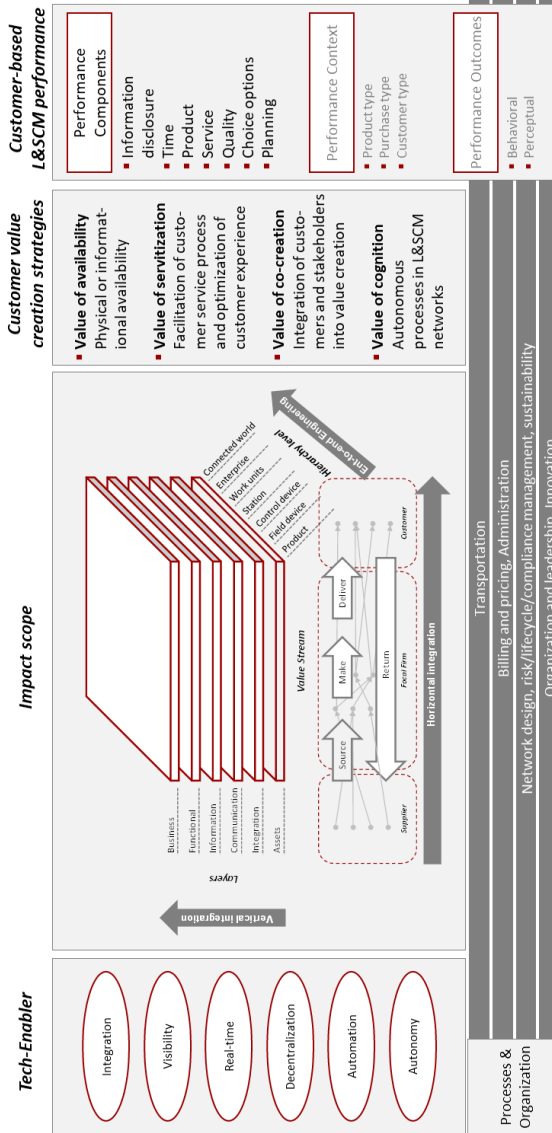 Tech-Enabler
Integration
Visibility
Real-time
Decentralization
Automation
Autonomy
Impact scope
Vertical integration
Layers
Business
Functional
Information
Communication
Integration
Assets
Connected world
Enterprise
Work units
Station
Control device
Field device
Product
Hierarchy level
Ent-to-end Engineering
Value Stream
Source
Make
Deliver
Return
Supplier
Focal Firm
Customer
Horizontal integration
Customer value
creation strategies
▪ Value of availability
Physical or informat-
ional availability
▪ Value of servitization
Facilitation of custo-
mer service process
and optimization of
customer experience
▪ Value of co-creation
Integration of custo-
mers and stakeholders
into value creation
▪ Value of cognition
Autonomous
processes in L&SCM
networks
Customer-based
L&SCM performance
Performance
Components
▪ Information
disclosure
▪ Time
▪ Product
▪ Service
▪ Quality
▪ Choice options
▪ Planning
Performance Context
▪ Product type
▪ Purchase type
▪ Customer type
Performance Outcomes
▪ Behavioral
▪ Perceptual
Processes &
Organization
Transportation
Billing and pricing, Administration
Network design, risk/lifecycle/compliance management, sustainability
Organization and leadership, Innovation